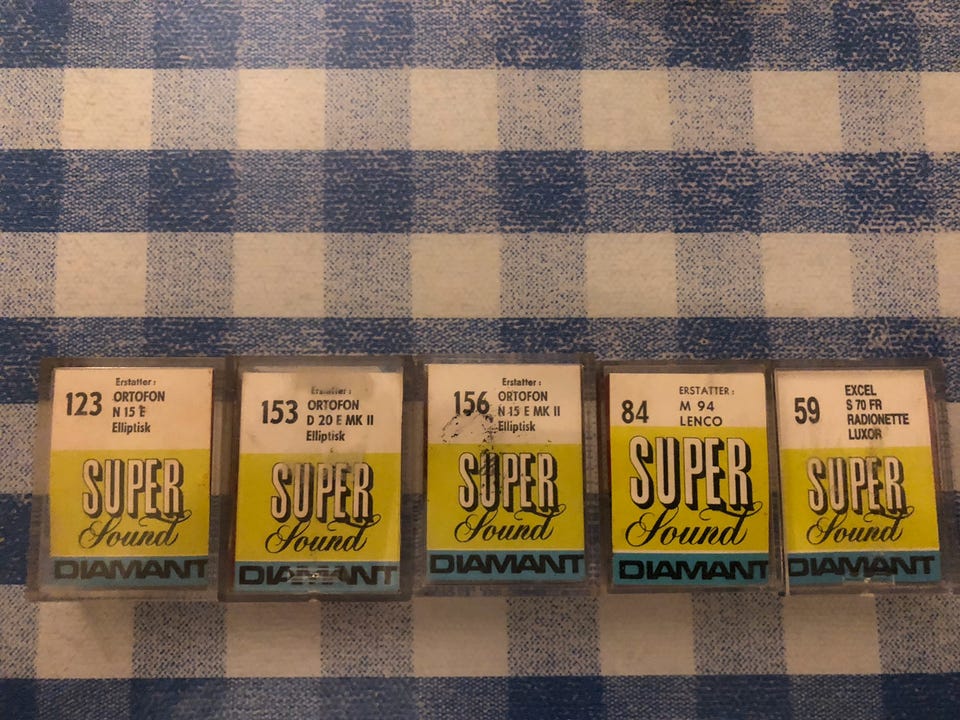 123
Erstatter :
ORTOFON
N 15 E
Elliptisk
SUPER
Sound
DIAMANT
153
Erstatter :
ORTOFON
D 20 E MK II
Elliptisk
SUPER
Sound
DIAMANT
156
Erstatter :
ORTOFON
N 15 E MK II
Elliptisk
SUPER
Sound
DIAMANT
84
ERSTATTER :
M 94
LENCO
SUPER
Sound
DIAMANT
59
EXCEL
S 70 FR
RADIONETTE
LUXOR
SUPER
Sound
DIAMANT